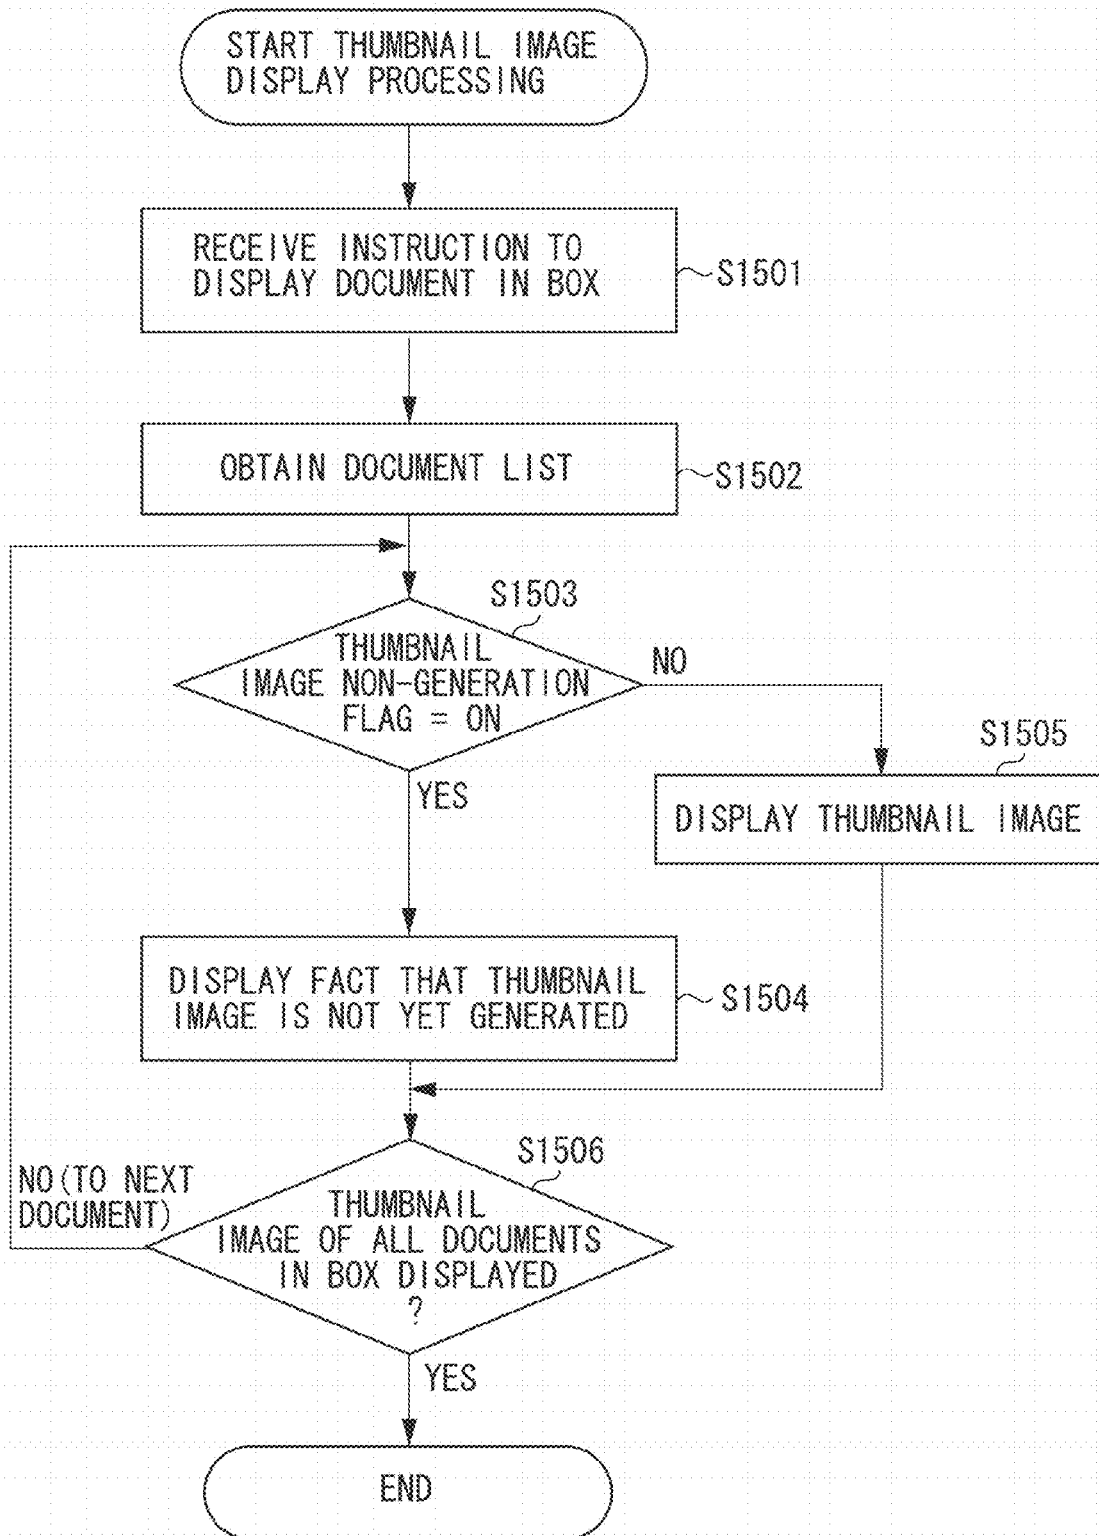 START THUMBNAIL IMAGE
DISPLAY PROCESSING
RECEIVE INSTRUCTION TO
DISPLAY DOCUMENT IN BOX
S1501
OBTAIN DOCUMENT LIST
S1502
S1503
THUMBNAIL
IMAGE NON-GENERATION
FLAG = ON
NO
YES
S1505
DISPLAY THUMBNAIL IMAGE
DISPLAY FACT THAT THUMBNAIL
IMAGE IS NOT YET GENERATED
S1504
S1506
NO(TO NEXT
DOCUMENT)
THUMBNAIL
IMAGE OF ALL DOCUMENTS
IN BOX DISPLAYED
?
YES
END